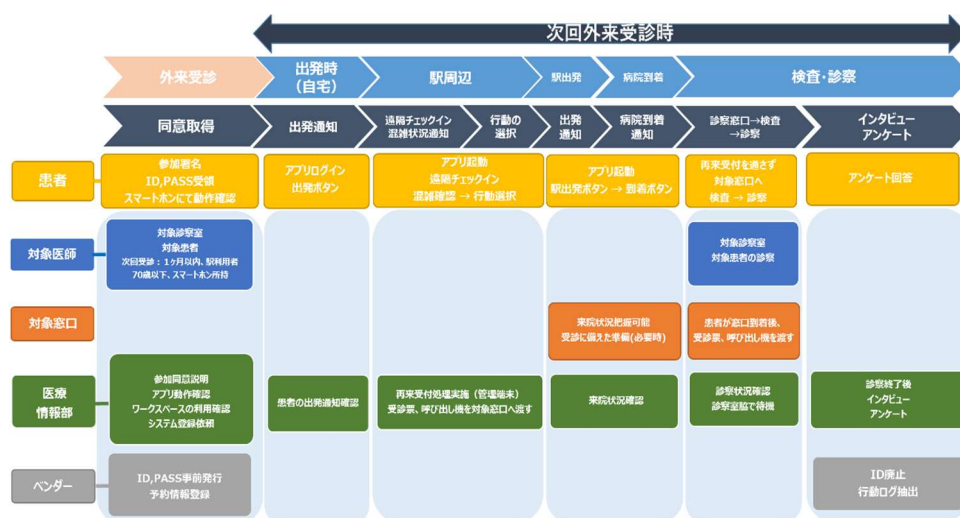 次回外来受診時
外来受診
出発時
（自宅）
駅周辺
駅出発
病院到着
検査・診察
同意取得
出発通知
遠隔チェックイン
混雑状況通知
行動の
選択
出発
通知
病院到着
通知
診察窓口→検査
→診察
インタビュー
アンケート
患者
参加署名
ID,PASS受領
スマートホンにて動作確認
アプリログイン
出発ボタン
アプリ起動
遠隔チェックイン
混雑確認 → 行動選択
アプリ起動
駅出発ボタン → 到着ボタン
再来受付を通さず
対象窓口へ
検査 → 診察
アンケート回答
対象医師
対象診察室
対象患者
次回受診：１ヶ月以内、駅利用者
70歳以下、スマートホン所持
対象診察室
対象患者の診察
対象窓口
来院状況把握可能
受診に備えた準備(必要時)
患者が窓口到着後、
受診票、呼び出し機を渡す
医療
情報部
参加同意説明
アプリ動作確認
ワークスペースの利用確認
システム登録依頼
患者の出発通知確認
再来受付処理実施（管理端末）
受診票、呼び出し機を対象窓口へ渡す
来院状況確認
診察状況確認
診察室脇で待機
診察終了後
インタビュー
アンケート
ベンダー
ID,PASS事前発行
予約情報登録
ID廃止
行動ログ抽出